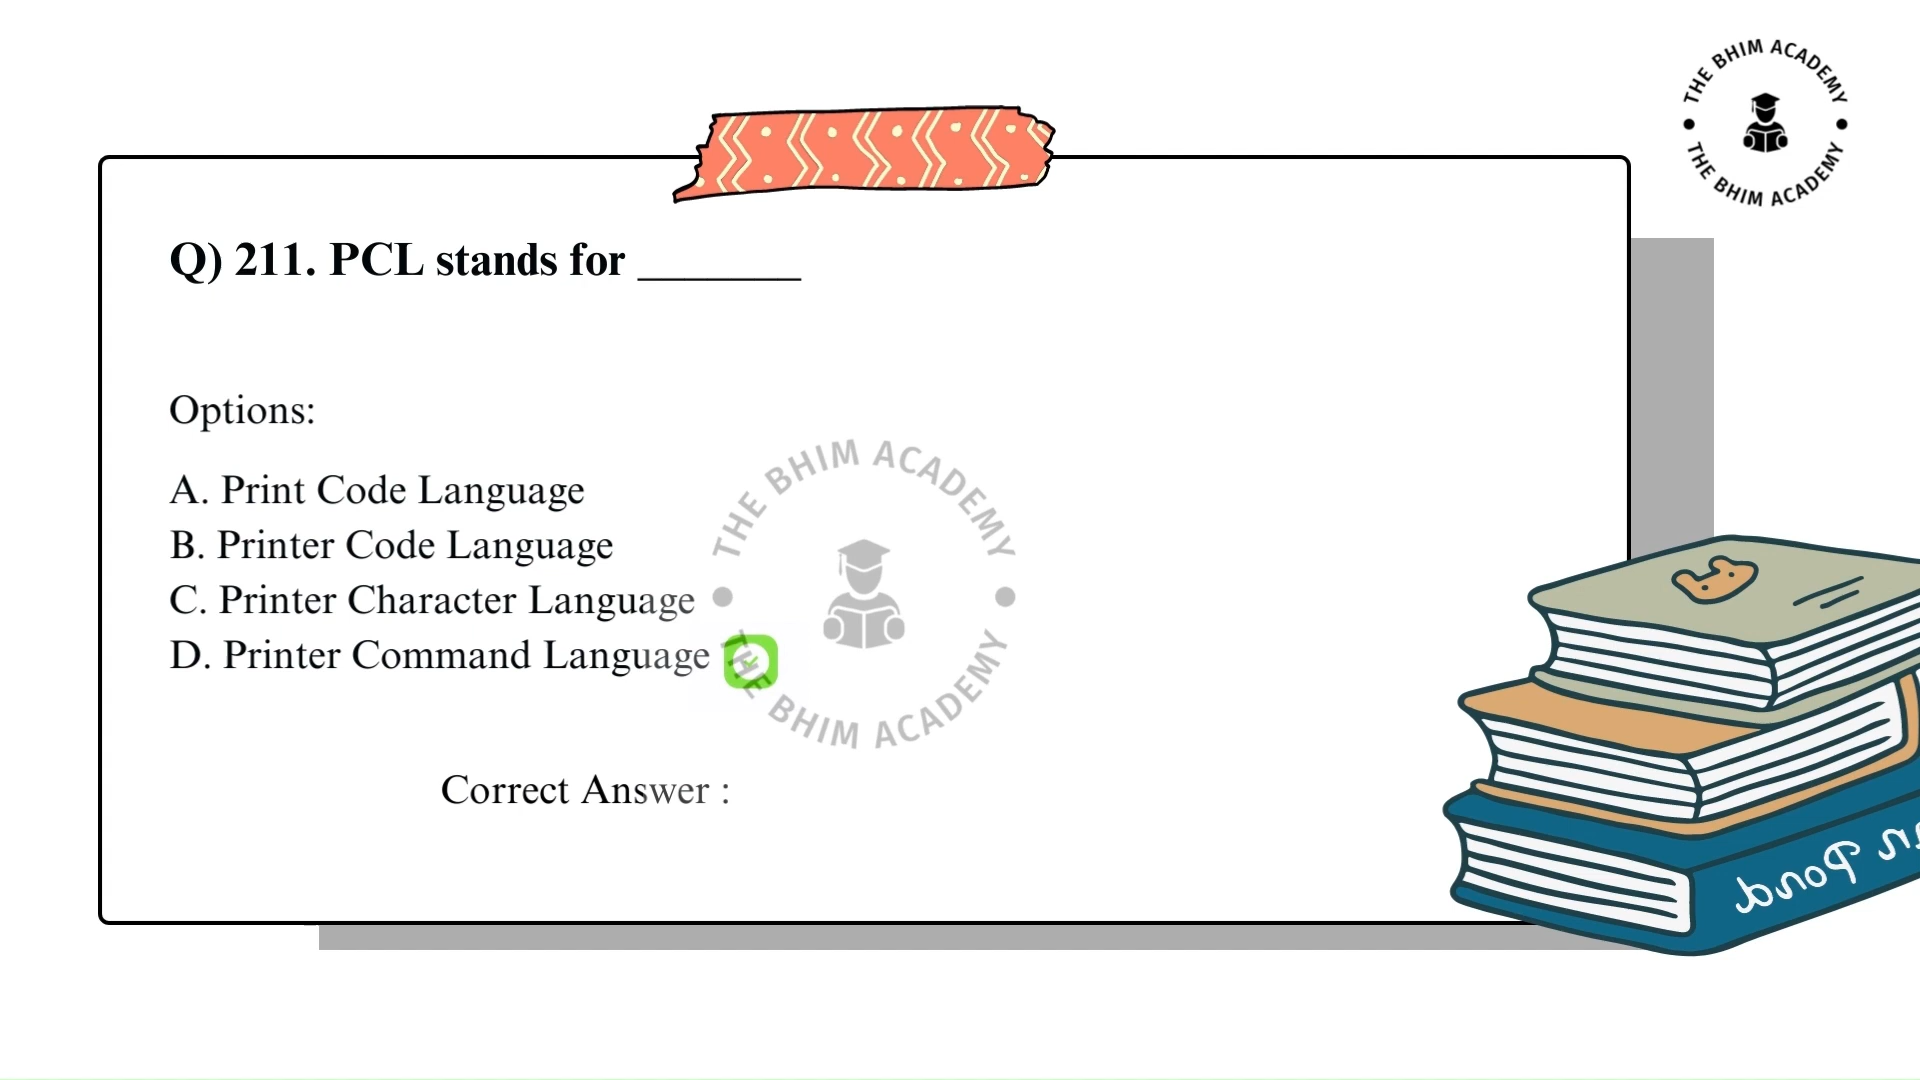 THE BHIM ACADEMY
THE BHIM ACADEMY
Q) 211. PCL stands for _______
Options:
A. Print Code Language
B. Printer Code Language
C. Printer Character Language
D. Printer Command Language
THE BHIM ACADEMY
THE BHIM ACADEMY
Correct Answer :
Pond